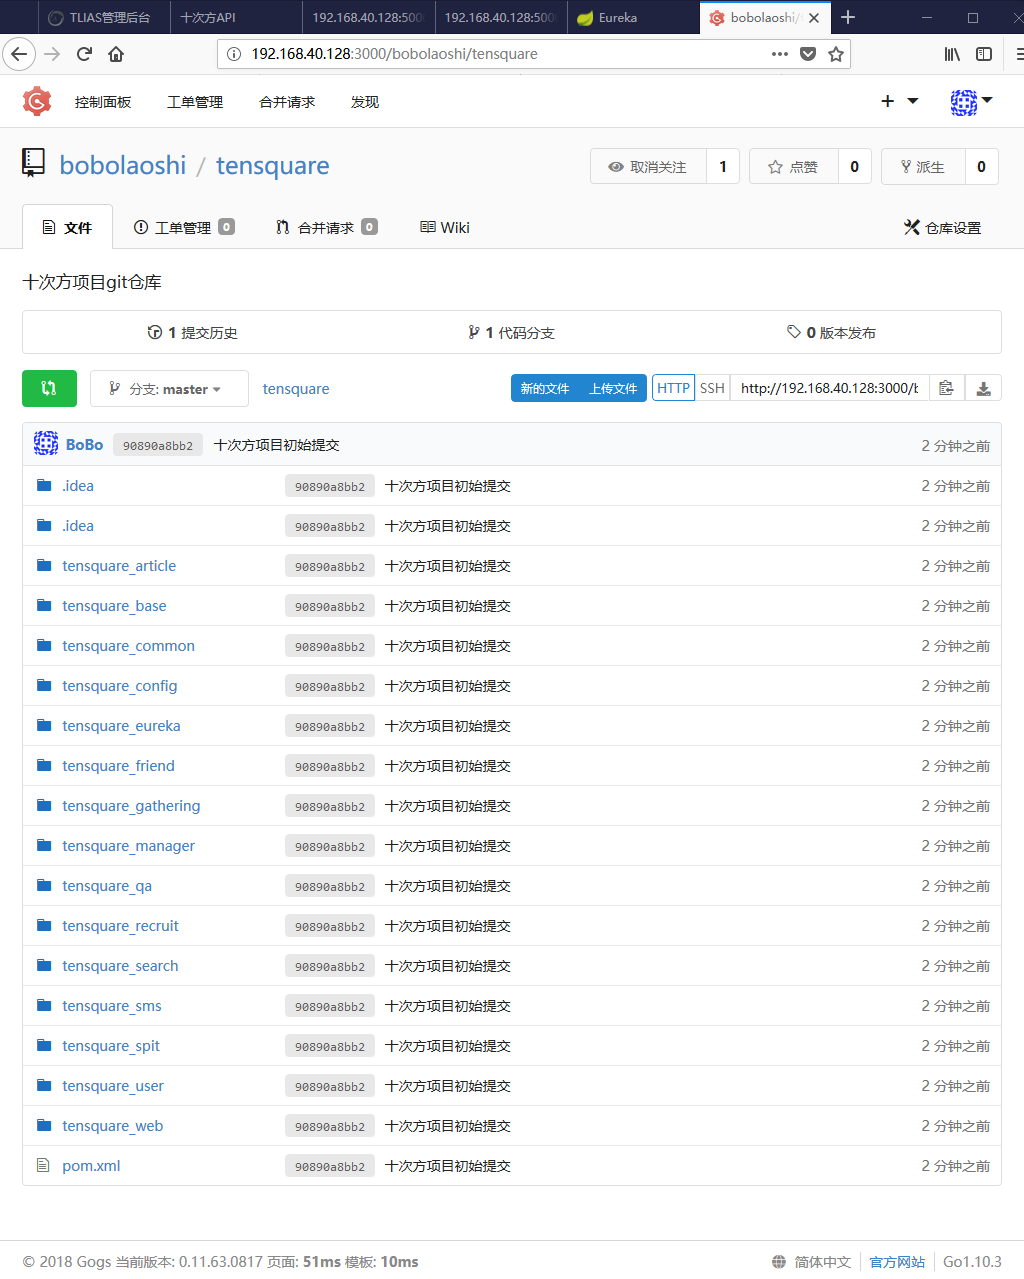 TLIAS管理后台 十次方API 192.168.40.128:500 192.168.40.128:500 Eureka bobolaoshi/
192.168.40.128:3000/bobolaoshi/tensquare
控制面板 工单管理 合并请求 发现
bobolaoshi / tensquare 取消关注 1 点赞 0 派生 0
文件 工单管理 0 合并请求 0 Wiki 仓库设置
十次方项目git仓库
1 提交历史 1 代码分支 0 版本发布
分支: master tensquare 新的文件 上传文件 HTTP SSH http://192.168.40.128:3000/b
BoBo 90890a8bb2 十次方项目初始提交 2 分钟之前
.idea 90890a8bb2 十次方项目初始提交 2 分钟之前
.idea 90890a8bb2 十次方项目初始提交 2 分钟之前
tensquare_article 90890a8bb2 十次方项目初始提交 2 分钟之前
tensquare_base 90890a8bb2 十次方项目初始提交 2 分钟之前
tensquare_common 90890a8bb2 十次方项目初始提交 2 分钟之前
tensquare_config 90890a8bb2 十次方项目初始提交 2 分钟之前
tensquare_eureka 90890a8bb2 十次方项目初始提交 2 分钟之前
tensquare_friend 90890a8bb2 十次方项目初始提交 2 分钟之前
tensquare_gathering 90890a8bb2 十次方项目初始提交 2 分钟之前
tensquare_manager 90890a8bb2 十次方项目初始提交 2 分钟之前
tensquare_qa 90890a8bb2 十次方项目初始提交 2 分钟之前
tensquare_recruit 90890a8bb2 十次方项目初始提交 2 分钟之前
tensquare_search 90890a8bb2 十次方项目初始提交 2 分钟之前
tensquare_sms 90890a8bb2 十次方项目初始提交 2 分钟之前
tensquare_spit 90890a8bb2 十次方项目初始提交 2 分钟之前
tensquare_user 90890a8bb2 十次方项目初始提交 2 分钟之前
tensquare_web 90890a8bb2 十次方项目初始提交 2 分钟之前
pom.xml 90890a8bb2 十次方项目初始提交 2 分钟之前
© 2018 Gogs 当前版本: 0.11.63.0817 页面: 51ms 模板: 10ms 简体中文 官方网站 Go1.10.3